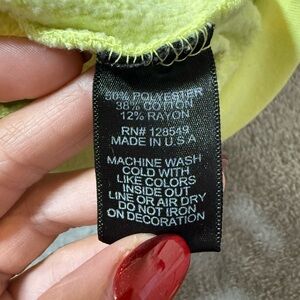 50% POLYESTER
38% COTTON
12% RAYON
RN# 128549
MADE IN U.S.A
MACHINE WASH
COLD WITH
LIKE COLORS
INSIDE OUT
LINE OR AIR DRY
DO NOT IRON
ON DECORATION